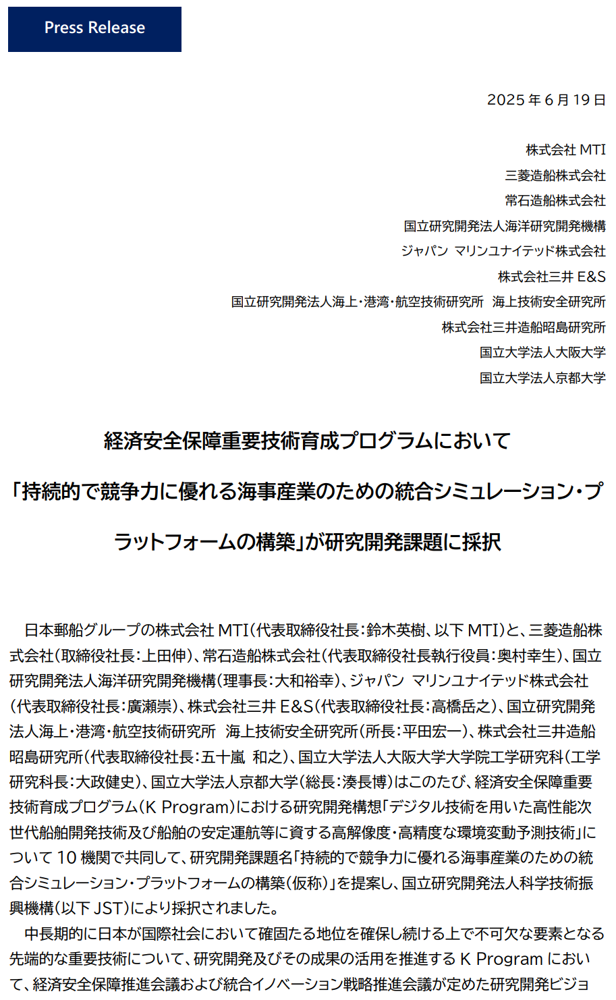 Press Release
2025年6月19日
株式会社MTI
三菱造船株式会社
常石造船株式会社
国立研究開発法人海洋研究開発機構
ジャパン マリンユナイテッド株式会社
株式会社三井E&S
国立研究開発法人海上・港湾・航空技術研究所 海上技術安全研究所
株式会社三井造船昭島研究所
国立大学法人大阪大学
国立大学法人京都大学
経済安全保障重要技術育成プログラムにおいて
「持続的で競争力に優れる海事産業のための統合シミュレーション・プ
ラットフォームの構築」が研究開発課題に採択
日本郵船グループの株式会社MTI(代表取締役社長:鈴木英樹、以下MTI)と、三菱造船株
式会社(取締役社長:上田伸)、常石造船株式会社(代表取締役社長執行役員:奥村幸生)、国立
研究開発法人海洋研究開発機構(理事長:大和裕幸)、ジャパン マリンユナイテッド株式会社
(代表取締役社長:廣瀬崇)、株式会社三井E&S(代表取締役社長:高橋岳之)、国立研究開発
法人海上・港湾・航空技術研究所 海上技術安全研究所(所長:平田宏一)、株式会社三井造船
昭島研究所(代表取締役社長:五十嵐 和之)、国立大学法人大阪大学大学院工学研究科(工学
研究科長:大政健史)、国立大学法人京都大学(総長:湊長博)はこのたび、経済安全保障重要
技術育成プログラム(K Program)における研究開発構想「デジタル技術を用いた高性能次
世代船舶開発技術及び船舶の安定運航等に資する高解像度・高精度な環境変動予測技術」に
ついて10機関で共同して、研究開発課題名「持続的で競争力に優れる海事産業のための統
合シミュレーション・プラットフォームの構築(仮称)」を提案し、国立研究開発法人科学技術振
興機構(以下JST)により採択されました。
中長期的に日本が国際社会において確固たる地位を確保し続ける上で不可欠な要素となる
先端的な重要技術について、研究開発及びその成果の活用を推進するK Programにおい
て、経済安全保障推進会議および統合イノベーション戦略推進会議が定めた研究開発ビジョ